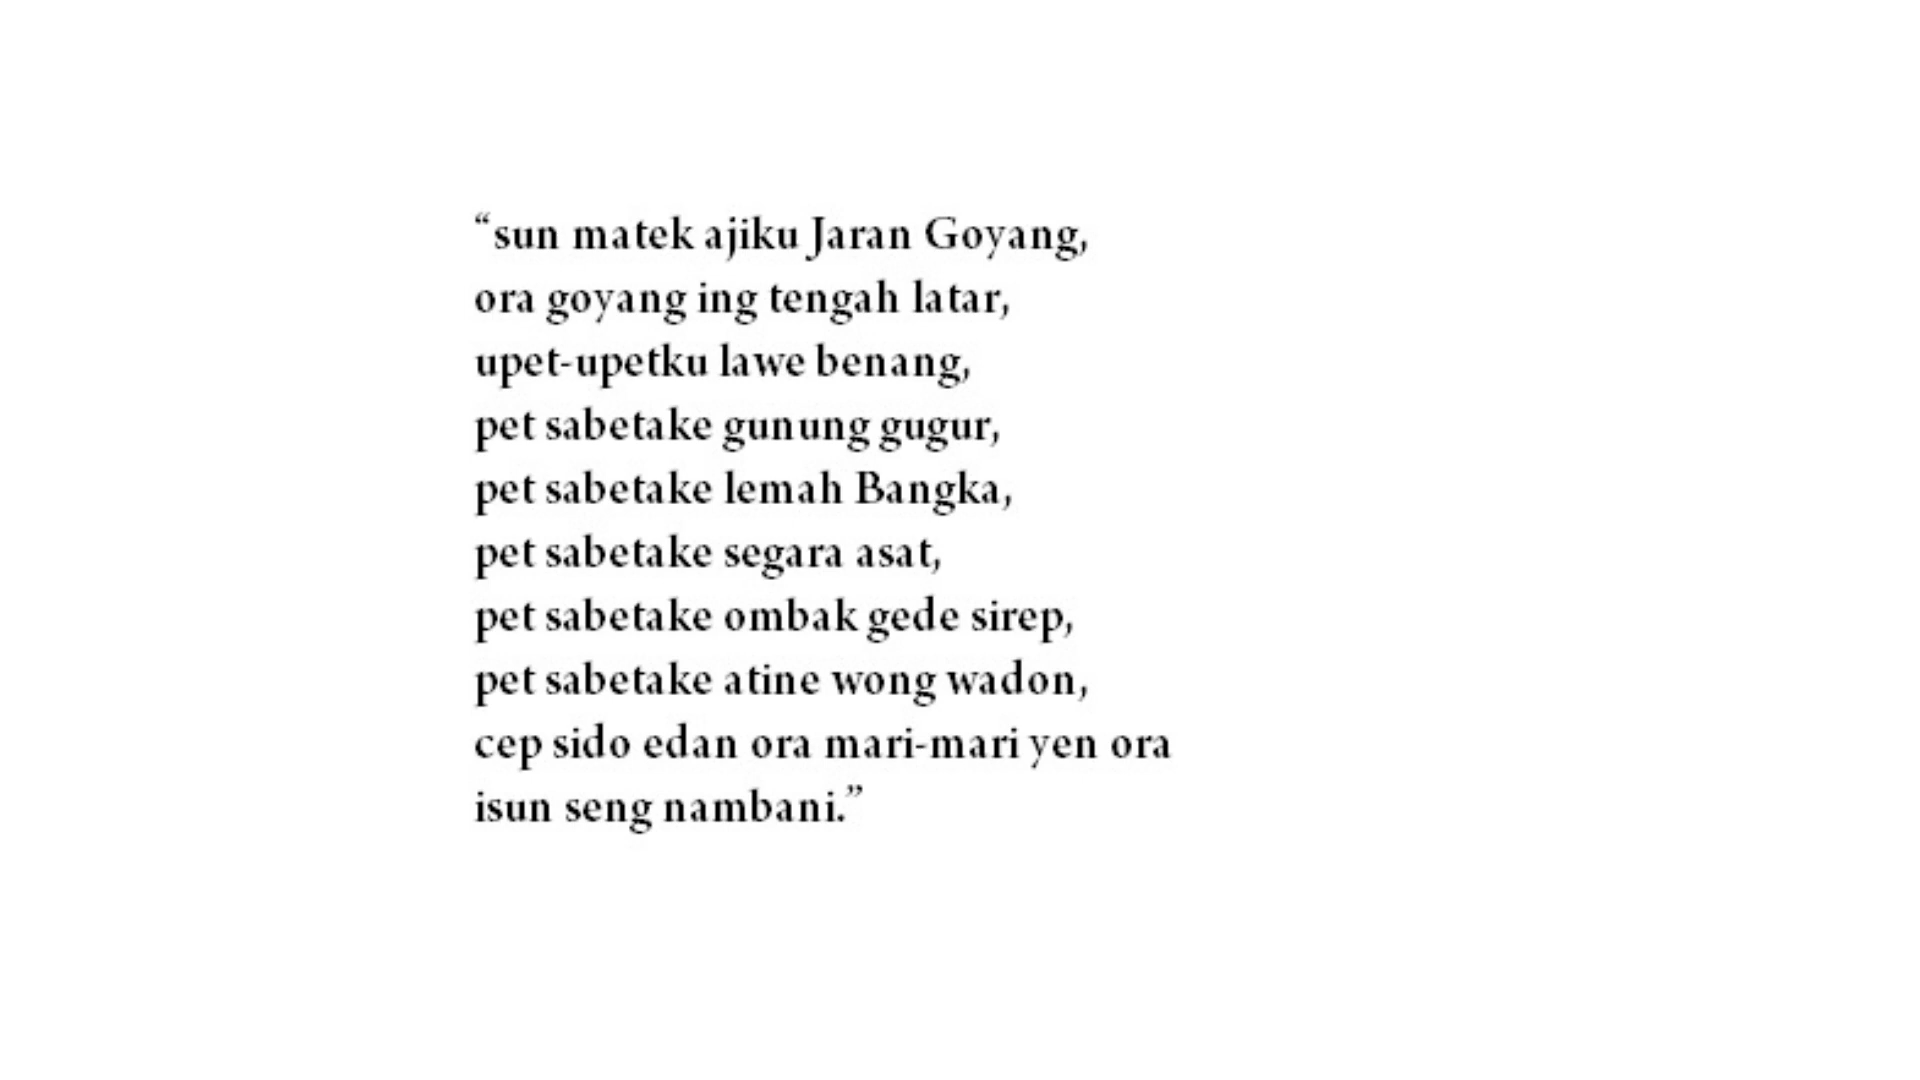 “sun matek ajiku Jaran Goyang,
ora goyang ing tengah latar,
upet-upetku lawe benang,
pet sabetake gunung gugur,
pet sabetake lemah Bangka,
pet sabetake segara asat,
pet sabetake ombak gede sirep,
pet sabetake atine wong wadon,
cep sido edan ora mari-mari yen ora
isun seng nambani.”